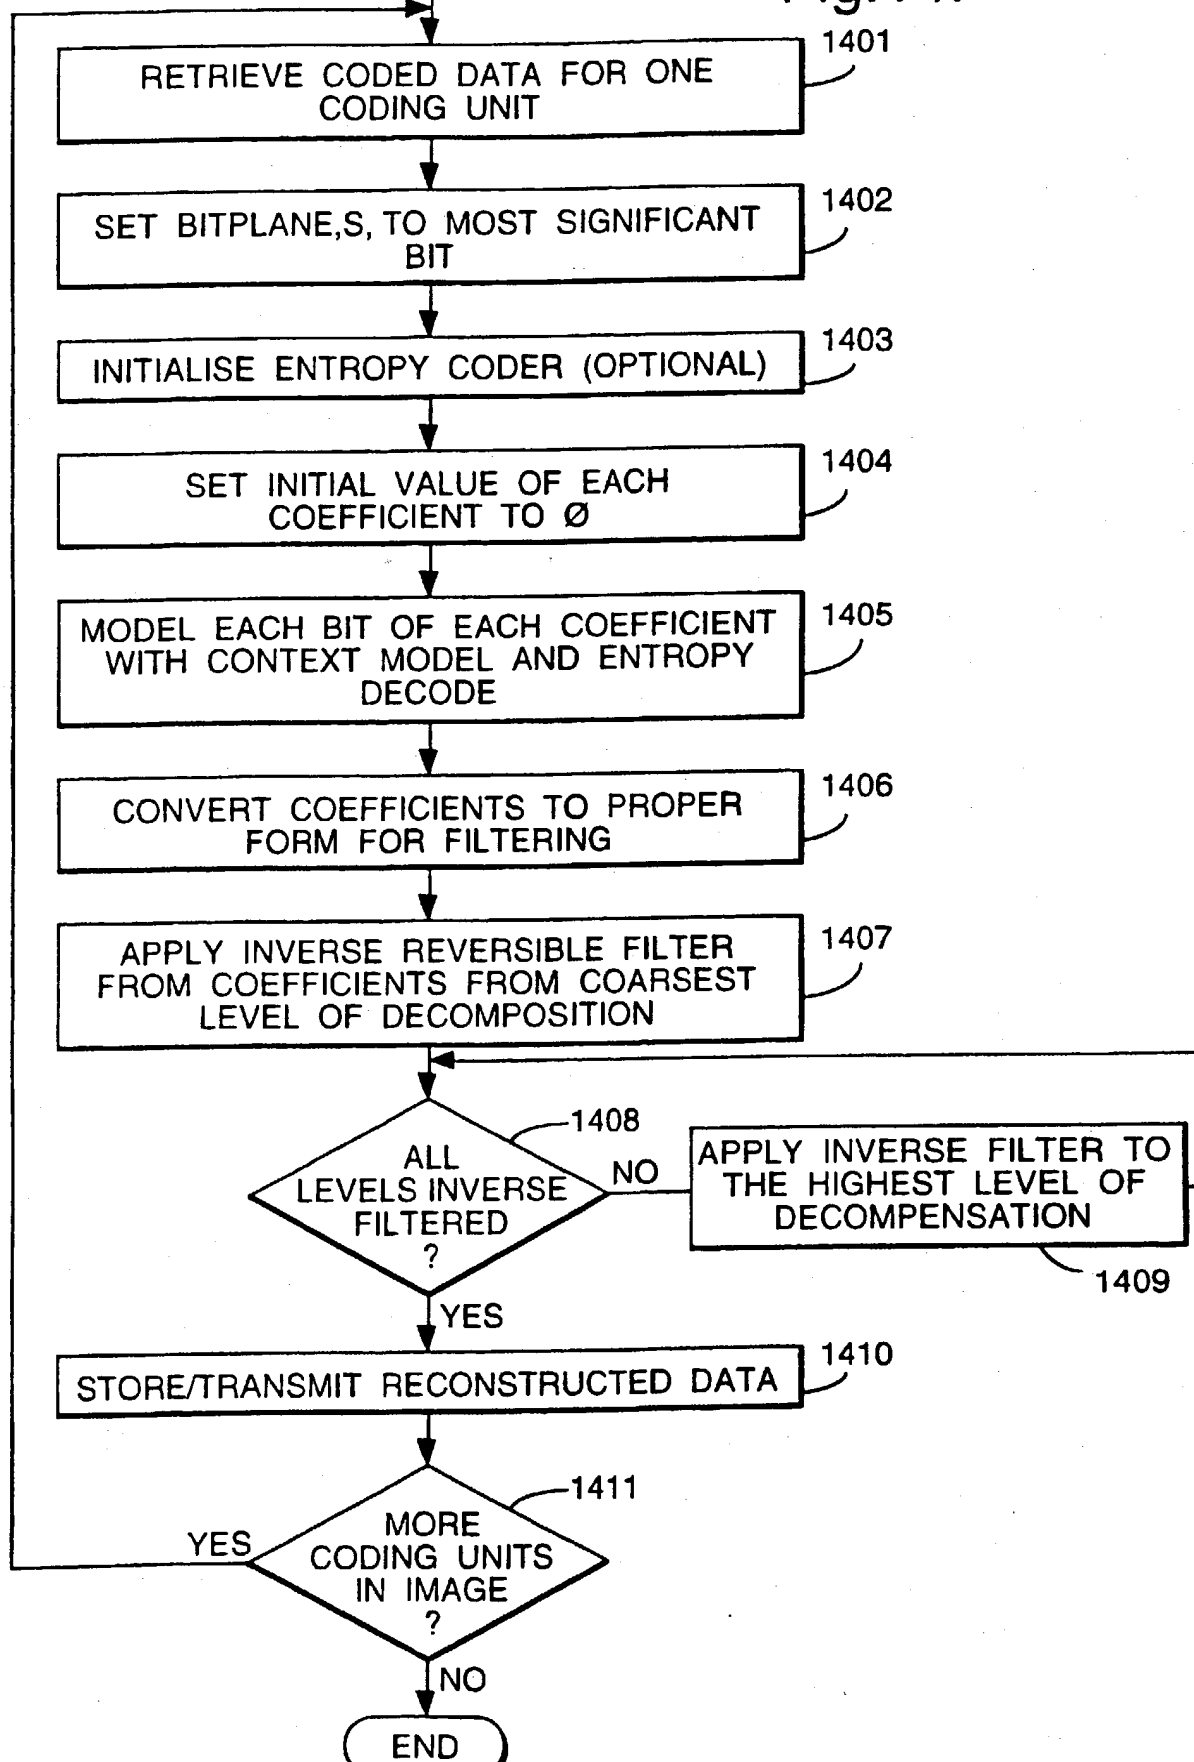 1401
RETRIEVE CODED DATA FOR ONE
CODING UNIT
1402
SET BITPLANE,S, TO MOST SIGNIFICANT
BIT
1403
INITIALISE ENTROPY CODER (OPTIONAL)
1404
SET INITIAL VALUE OF EACH
COEFFICIENT TO Ø
1405
MODEL EACH BIT OF EACH COEFFICIENT
WITH CONTEXT MODEL AND ENTROPY
DECODE
1406
CONVERT COEFFICIENTS TO PROPER
FORM FOR FILTERING
1407
APPLY INVERSE REVERSIBLE FILTER
FROM COEFFICIENTS FROM COARSEST
LEVEL OF DECOMPOSITION
1408
ALL
LEVELS INVERSE
FILTERED
?
NO
APPLY INVERSE FILTER TO
THE HIGHEST LEVEL OF
DECOMPENSATION
1409
YES
1410
STORE/TRANSMIT RECONSTRUCTED DATA
1411
MORE
CODING UNITS
IN IMAGE
?
YES
NO
END